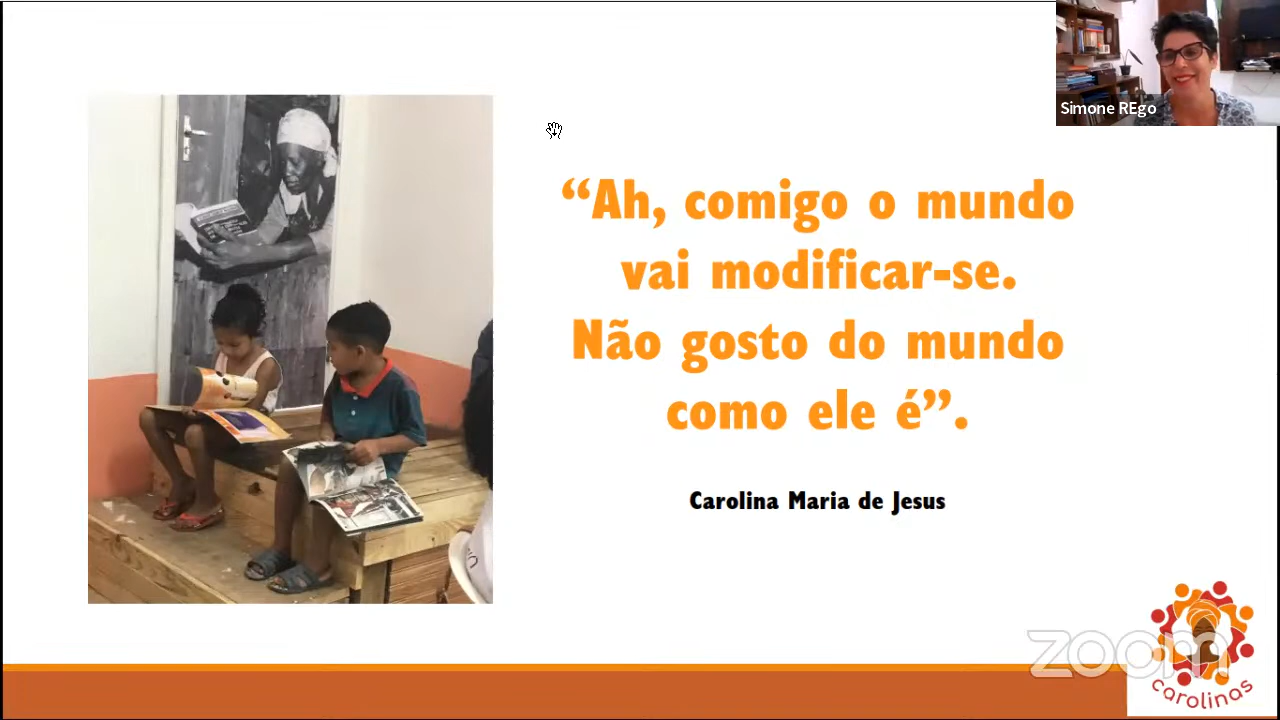 Simone REgo
“Ah, comigo o mundo
vai modificar-se.
Não gosto do mundo
como ele é”.
Carolina Maria de Jesus
zoom
carolinas